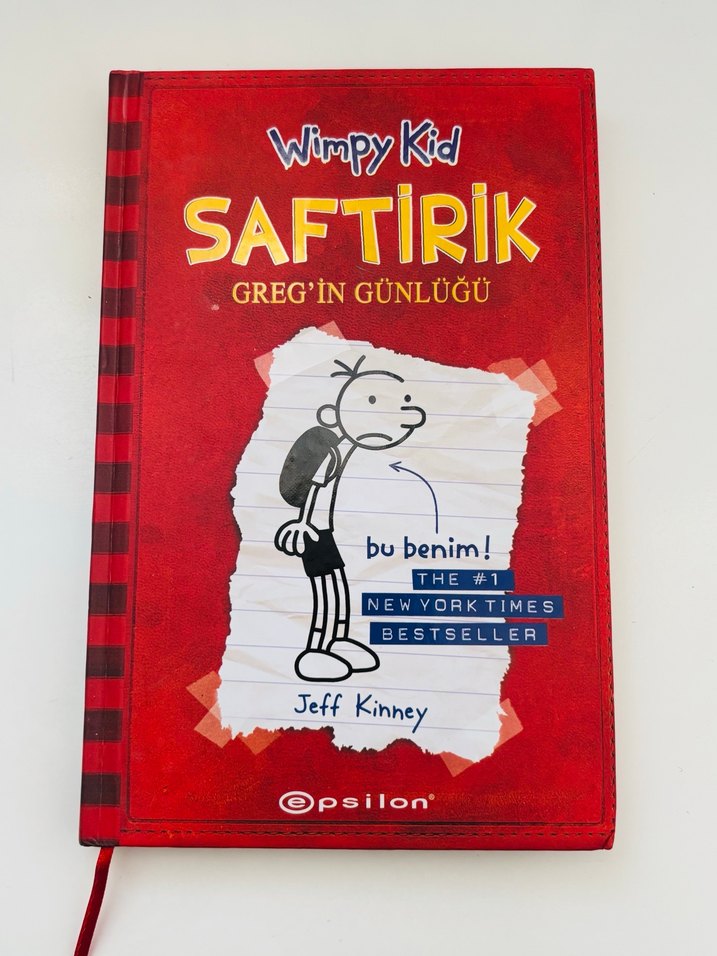 Wimpy Kid
SAFTİRİK
GREG'İN GÜNLÜĞÜ
bu benim!
THE #1
NEW YORK TIMES
BESTSELLER
Jeff Kinney
epsilon®